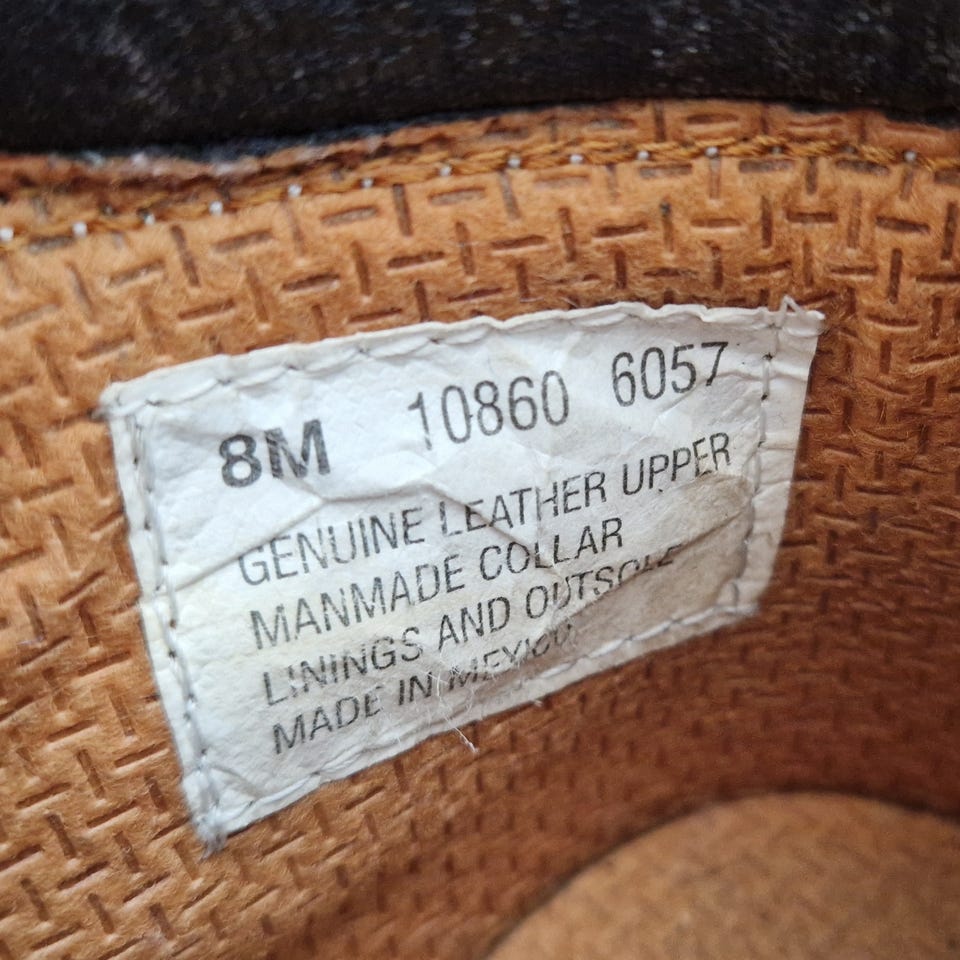 8M 10860 6057
GENUINE LEATHER UPPER
MANMADE COLLAR
LININGS AND OUTSOLE
MADE IN MEXICO